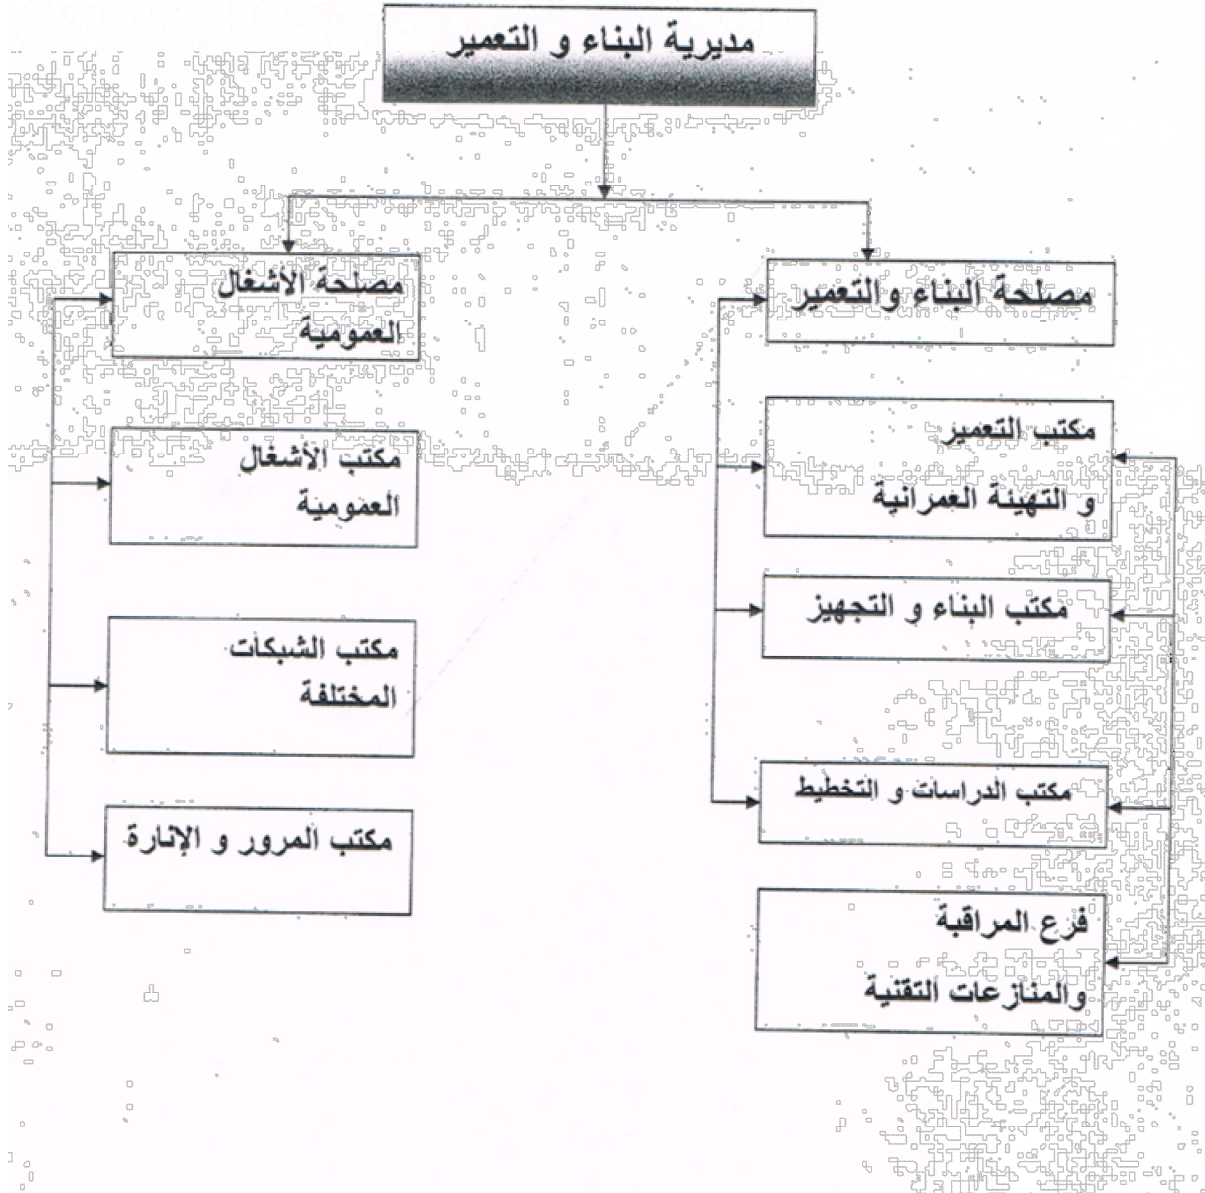 مديرية البناء و التعمير
مصلحة البناء والتعمير
مكتب التعمير
و التهيئة العمرانية
مكتب البناء و التجهيز
مكتب الدراسات و التخطيط
فرع المراقبة
والمنازعات التقنية
مصلحة الأشغال
العمومية
مكتب الأشغال
العمومية
مكتب الشبكات
المختلفة
مكتب المرور و الإنارة